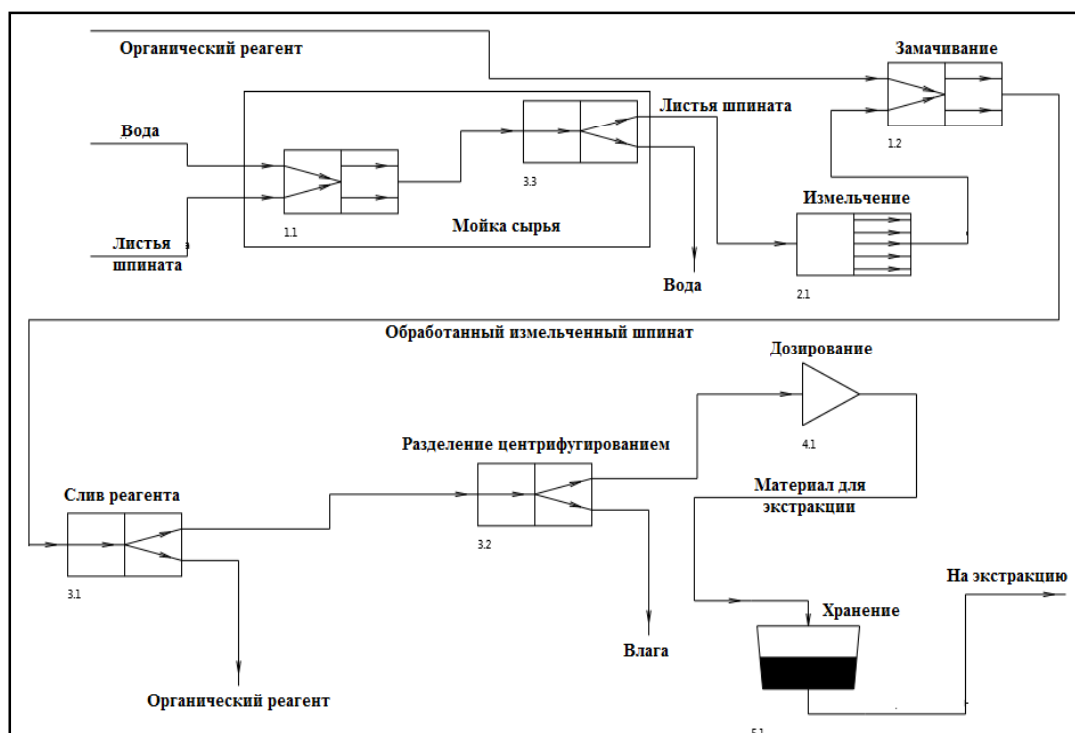 Органический реагент
Замачивание
Вода
Листья шпината
1.2
3.3
1.1
Мойка сырья
Измельчение
Листья
шпината
Вода
2.1
Обработанный измельченный шпинат
Дозирование
4.1
Разделение центрифугированием
Слив реагента
Материал для
экстракции
3.2
3.1
На экстракцию
Хранение
Влага
Органический реагент
5.1